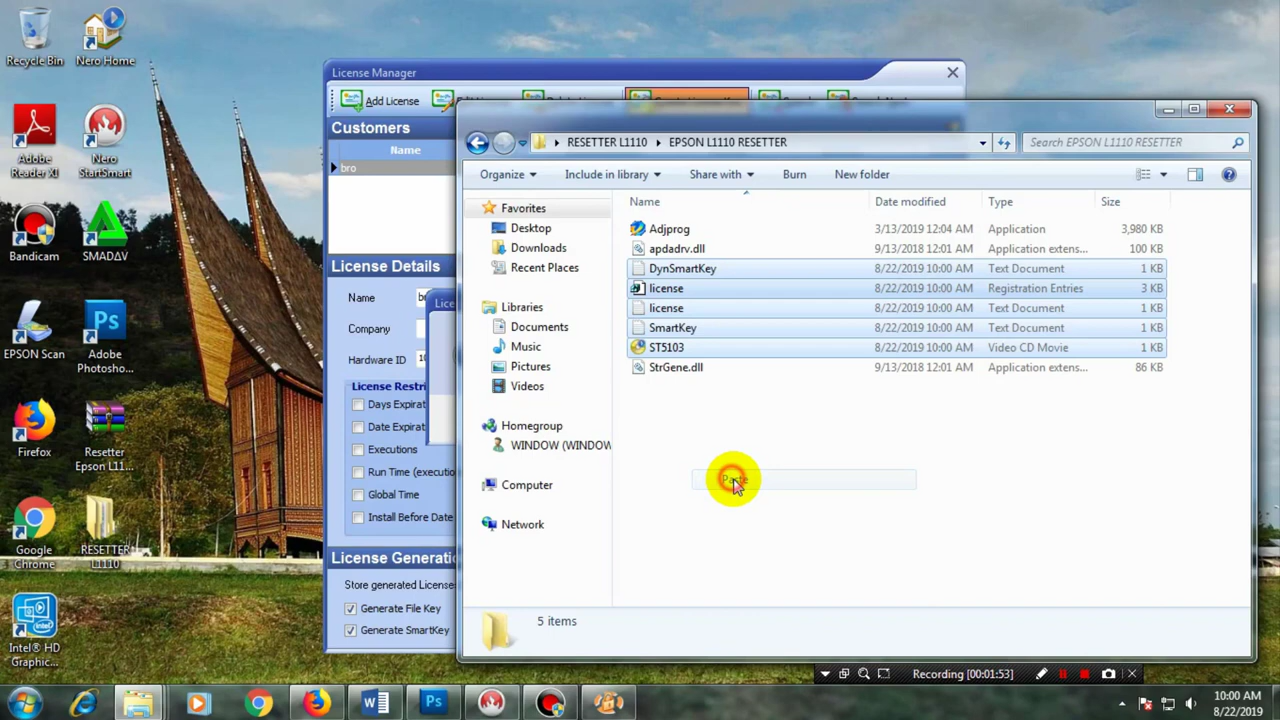 Recycle Bin
Nero Home
Adobe Reader XI
Nero StartSmart
Bandicam
SMADΔV
EPSON Scan
Adobe Photosho...
Firefox
Resetter Epson L11...
Google Chrome
RESETTER L1110
Intel® HD Graphic...
License Manager
Add License
Customers
Name
bro
License Details
Name
Company
Hardware ID
10
License Restri
Days Expirat
Date Expirat
Executions
Run Time (executio
Global Time
Install Before Date
License Generatio
Store generated License
Generate File Key
Generate SmartKey
Lice
RESETTER L1110
EPSON L1110 RESETTER
Search EPSON L1110 RESETTER
Organize
Include in library
Share with
Burn
New folder
Favorites
Desktop
Downloads
Recent Places
Libraries
Documents
Music
Pictures
Videos
Homegroup
WINDOW (WINDOW
Computer
Network
Name Date modified Type Size
Adjprog 3/13/2019 12:04 AM Application 3,980 KB
apdadrv.dll 9/13/2018 12:01 AM Application extens... 100 KB
DynSmartKey 8/22/2019 10:00 AM Text Document 1 KB
license 8/22/2019 10:00 AM Registration Entries 3 KB
license 8/22/2019 10:00 AM Text Document 1 KB
SmartKey 8/22/2019 10:00 AM Text Document 1 KB
ST5103 8/22/2019 10:00 AM Video CD Movie 1 KB
StrGene.dll 9/13/2018 12:01 AM Application extens... 86 KB
Paste
5 items
Recording [00:01:53]
10:00 AM
8/22/2019